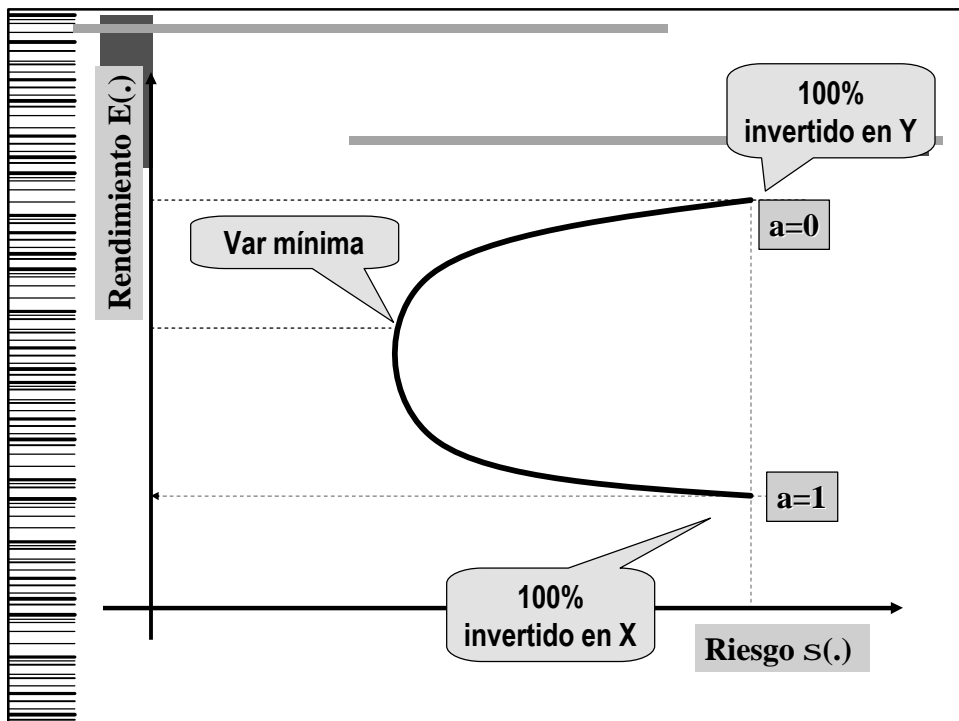 Rendimiento E(.)
100%
invertido en Y
a=0
Var mínima
a=1
100%
invertido en X
Riesgo s(.)